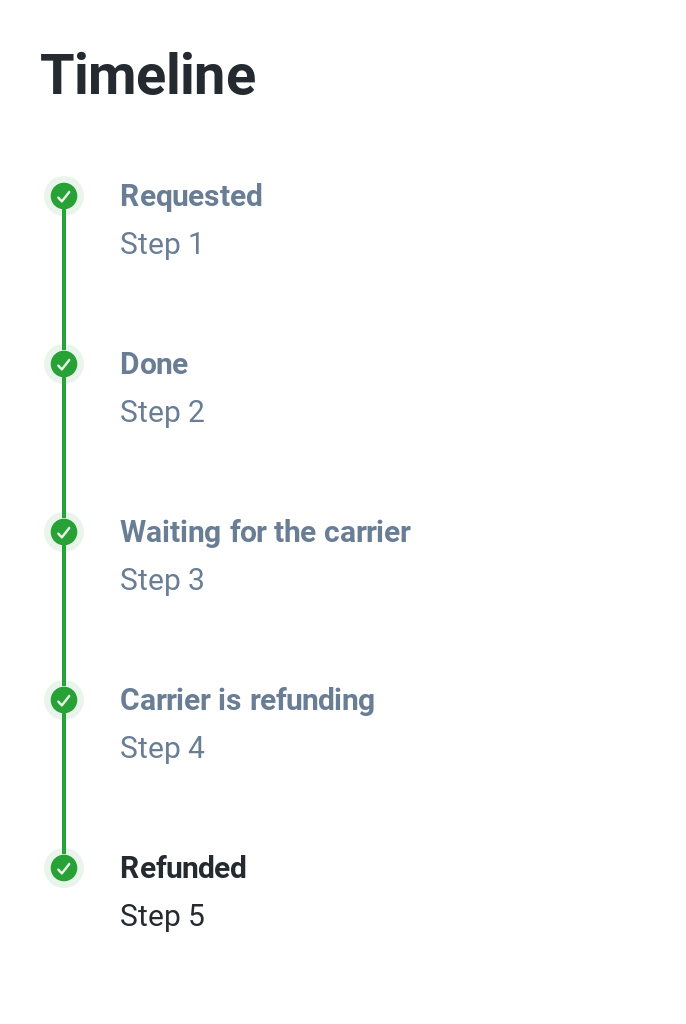 Timeline
Requested
Step 1
Done
Step 2
Waiting for the carrier
Step 3
Carrier is refunding
Step 4
Refunded
Step 5